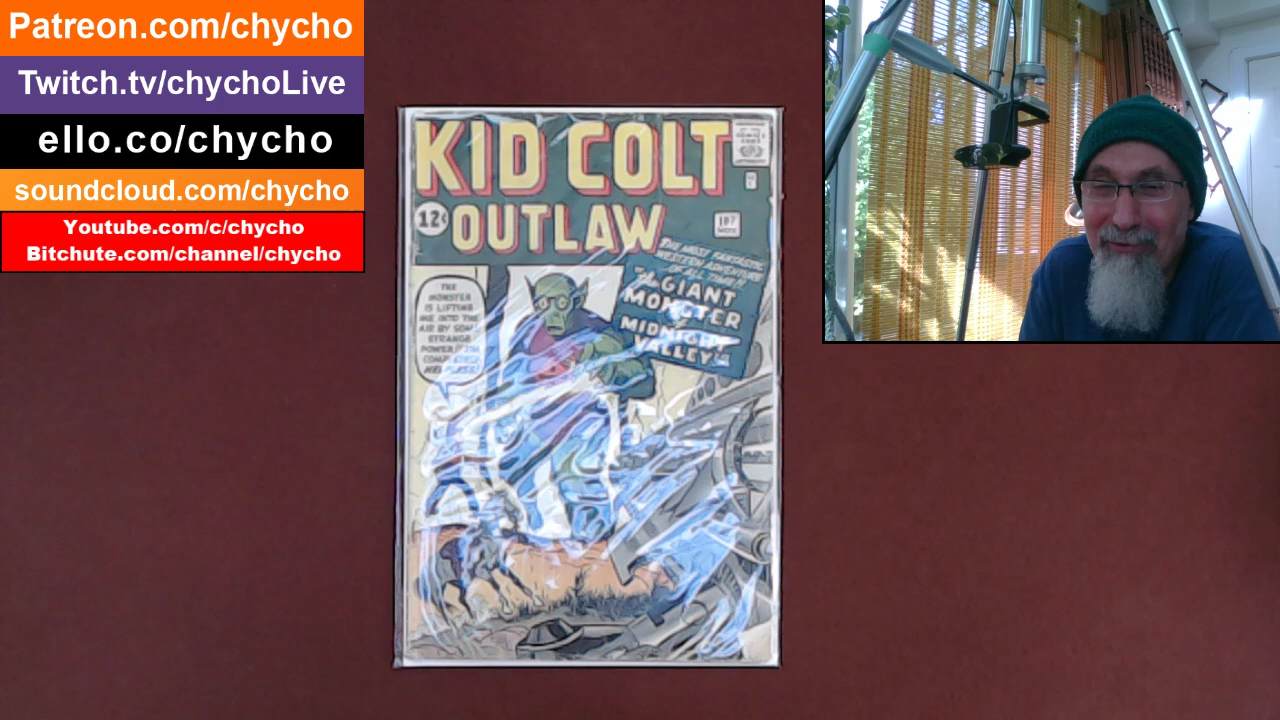 Patreon.com/chycho
Twitch.tv/chychoLive
ello.co/chycho
soundcloud.com/chycho
Youtube.com/c/chycho
Bitchute.com/channel/chycho
KID COLT
OUTLAW
12¢
107
NOV.
THE MOST FANTASTIC
WESTERN ADVENTURE
OF ALL TIME!!
"The GIANT
MONSTER
of
MIDNIGHT
VALLEY"
THE
MONSTER
IS LIFTING
ME INTO THE
AIR BY SOME
STRANGE
POWER!